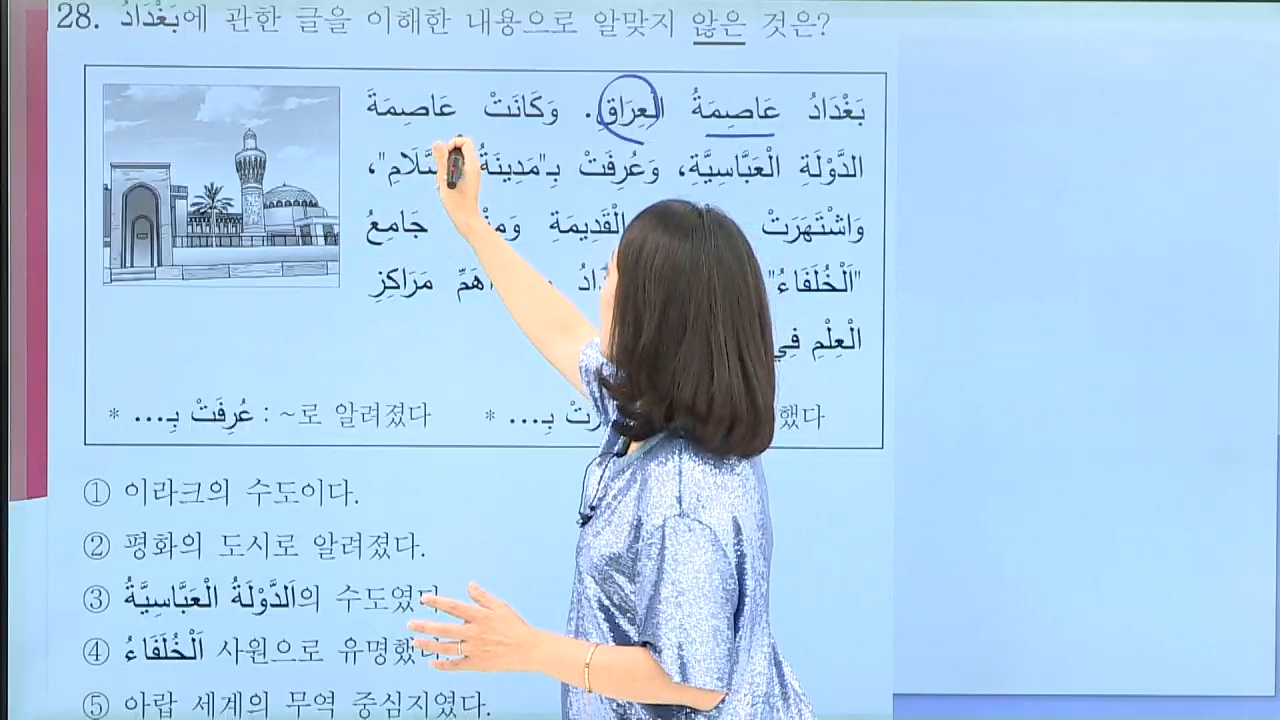 28. بَغْدَادُ에 관한 글을 이해한 내용으로 알맞지 않은 것은?
بَغْدَادُ عَاصِمَةُ الْعِرَاقِ. وَكَانَتْ عَاصِمَةَ
الدَّوْلَةِ الْعَبَّاسِيَّةِ، وَعُرِفَتْ بِـ"مَدِينَةُ السَّلَامِ"،
وَاشْتَهَرَتْ الْقَدِيمَةِ جَامِعُ
"اَلْخُلَفَاءُ" أَهَمِّ مَرَاكِزِ
الْعِلْمِ فِي
* عُرِفَتْ بِـ... : ~로 알려졌다 * 했다
① 이라크의 수도이다.
② 평화의 도시로 알려졌다.
③ اَلدَّوْلَةُ الْعَبَّاسِيَّةُ의 수도였다
④ اَلْخُلَفَاءُ 사원으로 유명했
⑤ 아랍 세계의 무역 중심지였다.